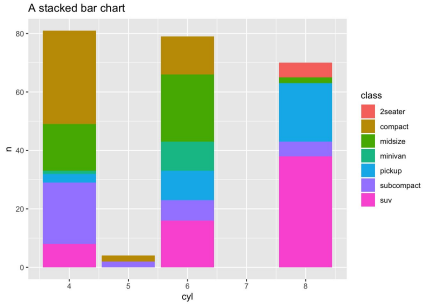 A stacked bar chart
80
60
40
20
0
n
4
5
6
7
8
cyl
class
2seater
compact
midsize
minivan
pickup
subcompact
suv